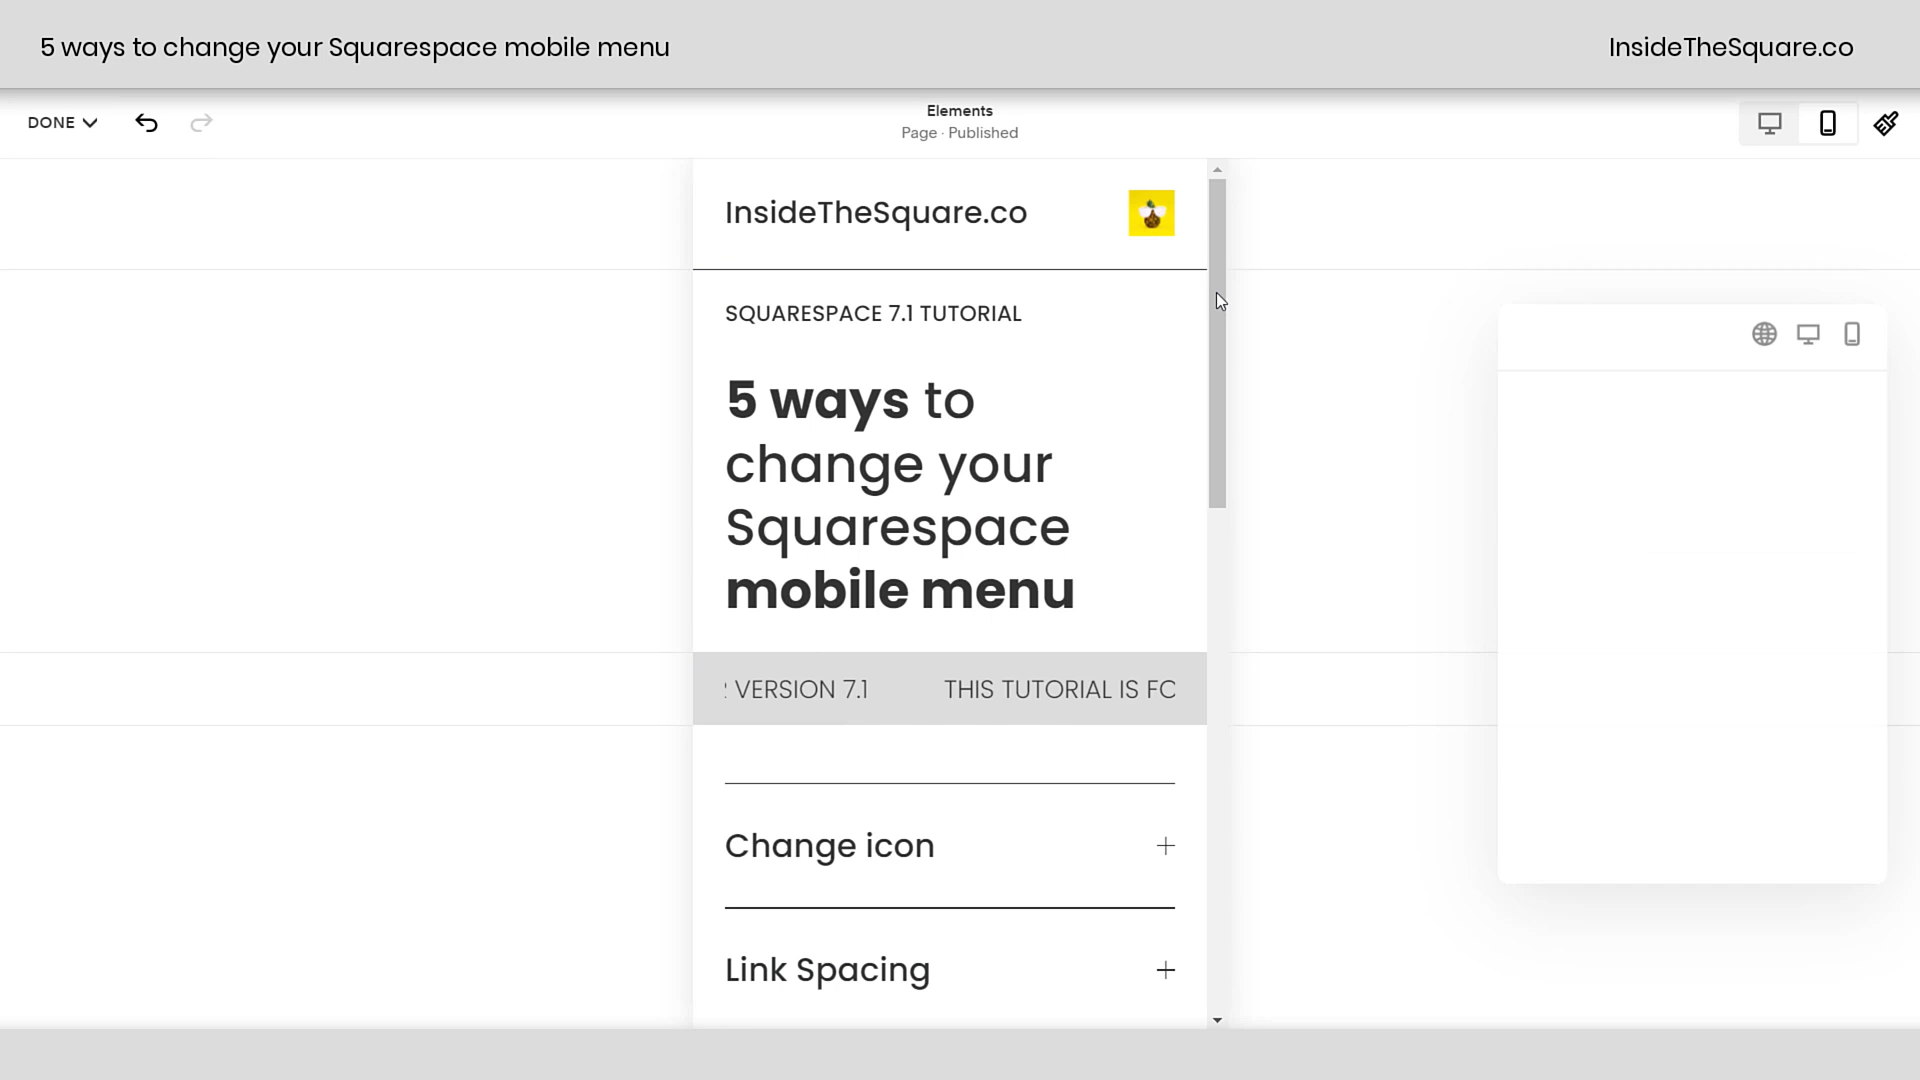 5 ways to change your Squarespace mobile menu
InsideTheSquare.co
DONE
Elements
Page · Published
InsideTheSquare.co
SQUARESPACE 7.1 TUTORIAL
5 ways to
change your
Squarespace
mobile menu
VERSION 7.1 THIS TUTORIAL IS
Change icon
Link Spacing